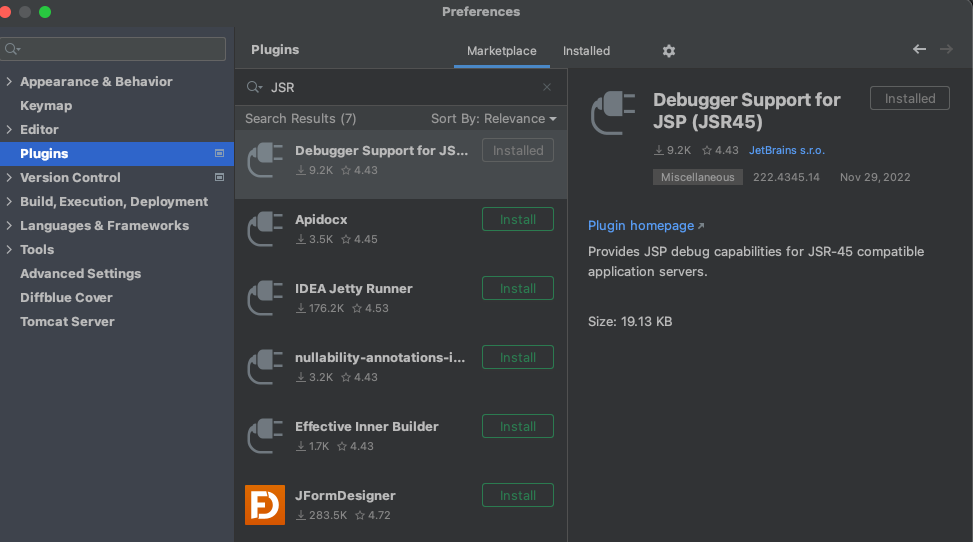 Preferences
Appearance & Behavior
Keymap
Editor
Plugins
Version Control
Build, Execution, Deployment
Languages & Frameworks
Tools
Advanced Settings
Diffblue Cover
Tomcat Server
Plugins
Marketplace
Installed
JSR
Search Results (7)
Sort By: Relevance
Debugger Support for JS...
Installed
9.2K 4.43
Apidocx
Install
3.5K 4.45
IDEA Jetty Runner
Install
176.2K 4.53
nullability-annotations-i...
Install
3.2K 4.43
Effective Inner Builder
Install
1.7K 4.43
JFormDesigner
Install
283.5K 4.72
Debugger Support for
JSP (JSR45)
Installed
9.2K 4.43 JetBrains s.r.o.
Miscellaneous 222.4345.14 Nov 29, 2022
Plugin homepage
Provides JSP debug capabilities for JSR-45 compatible
application servers.
Size: 19.13 KB